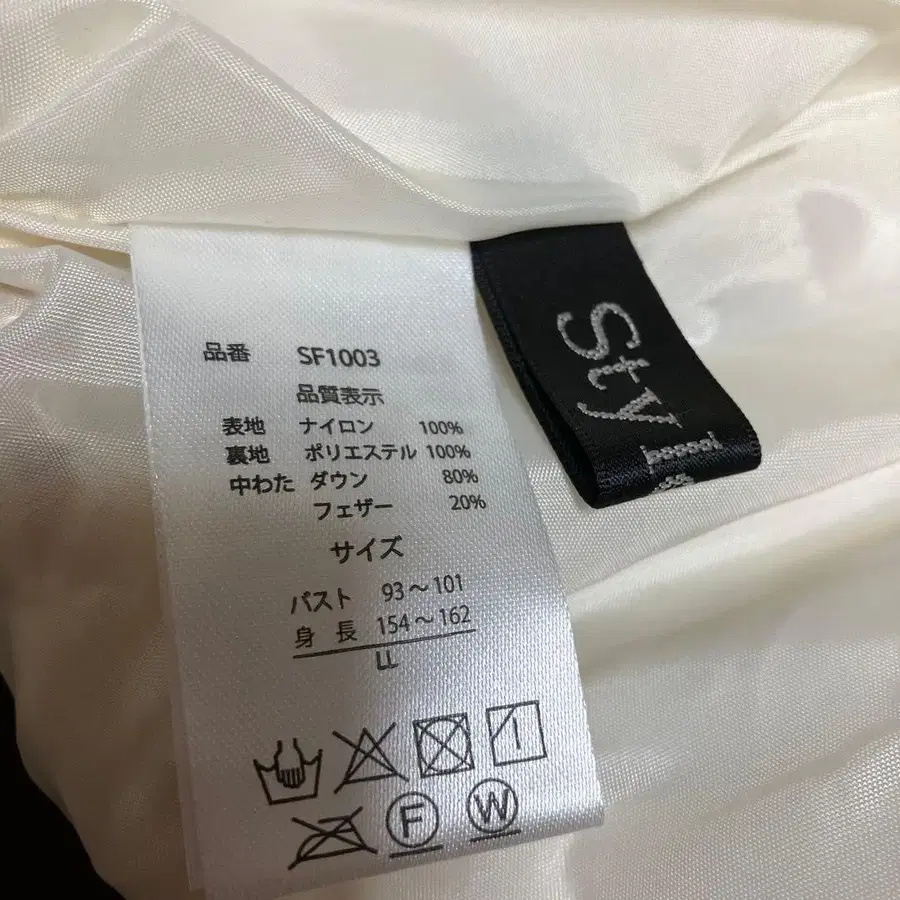 品番 SF1003
品質表示
表地 ナイロン 100%
裏地 ポリエステル 100%
中わた ダウン 80%
フェザー 20%
サイズ
バスト 93～101
身長 154～162
LL
F W
Sty